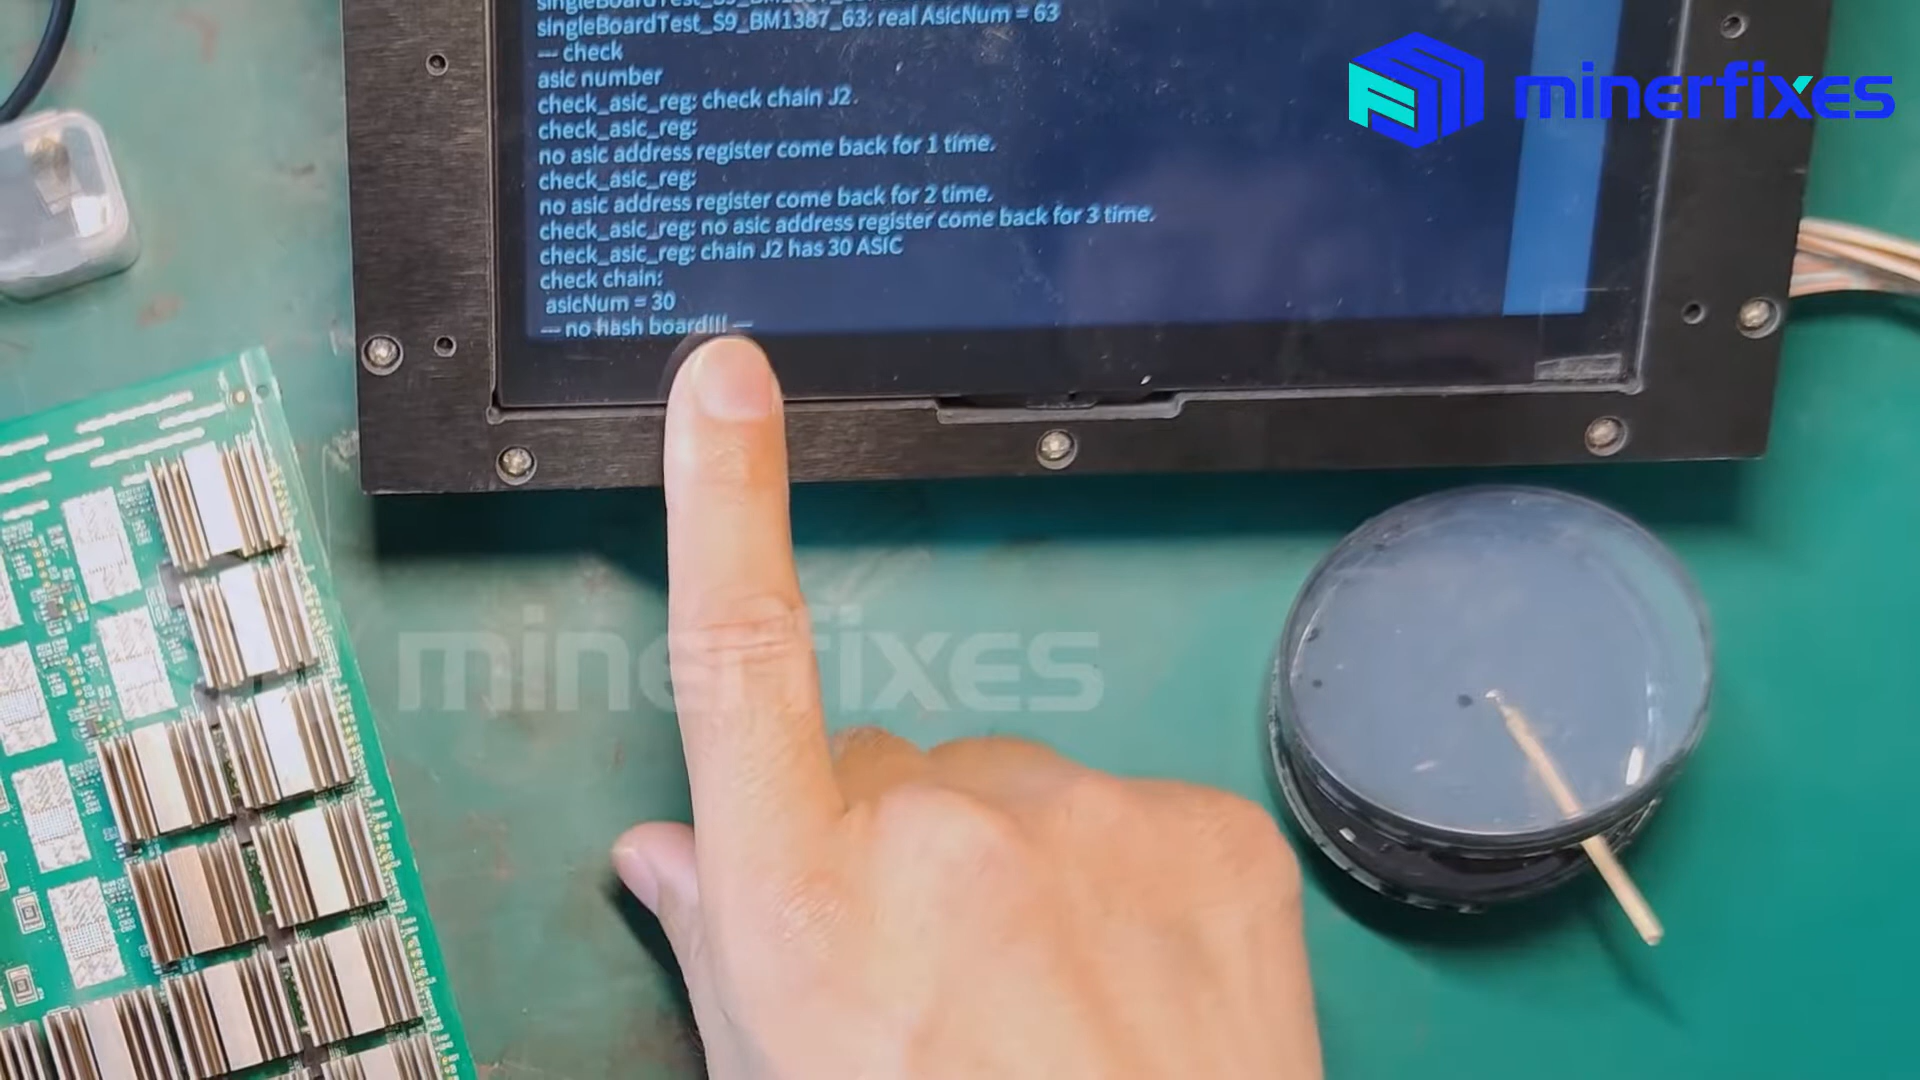 singleBoardTest_S9_BM1387_63: real AsicNum = 63
--- check
asic number
check_asic_reg: check chain J2.
check_asic_reg:
no asic address register come back for 1 time.
check_asic_reg:
no asic address register come back for 2 time.
check_asic_reg: no asic address register come back for 3 time.
check_asic_reg: chain J2 has 30 ASIC
check chain:
asicNum = 30
--- no hash board!!! ---
minerfixes
minerfixes